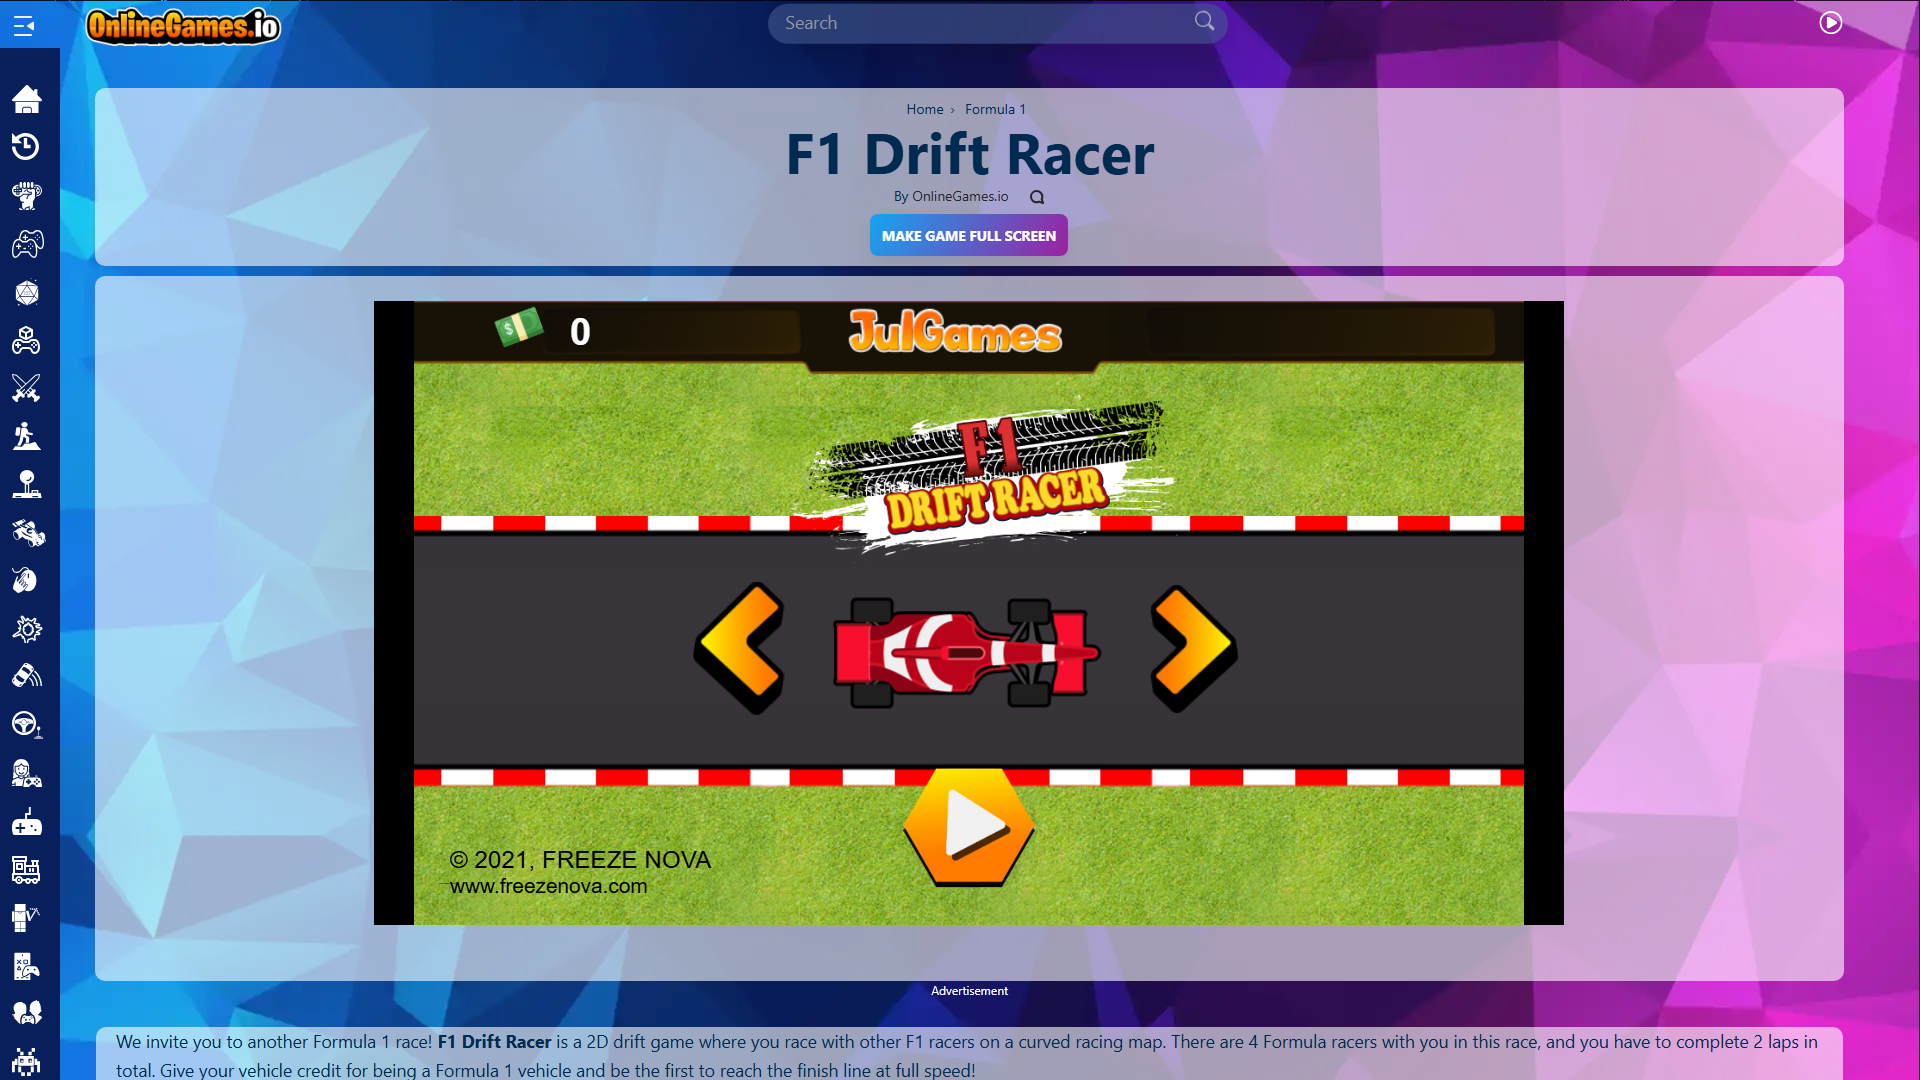 OnlineGames.io
Search
Home › Formula 1
F1 Drift Racer
By OnlineGames.io
MAKE GAME FULL SCREEN
0
JulGames
F1
DRIFT RACER
© 2021, FREEZE NOVA
www.freezenova.com
Advertisement
We invite you to another Formula 1 race! F1 Drift Racer is a 2D drift game where you race with other F1 racers on a curved racing map. There are 4 Formula racers with you in this race, and you have to complete 2 laps in
total. Give your vehicle credit for being a Formula 1 vehicle and be the first to reach the finish line at full speed!